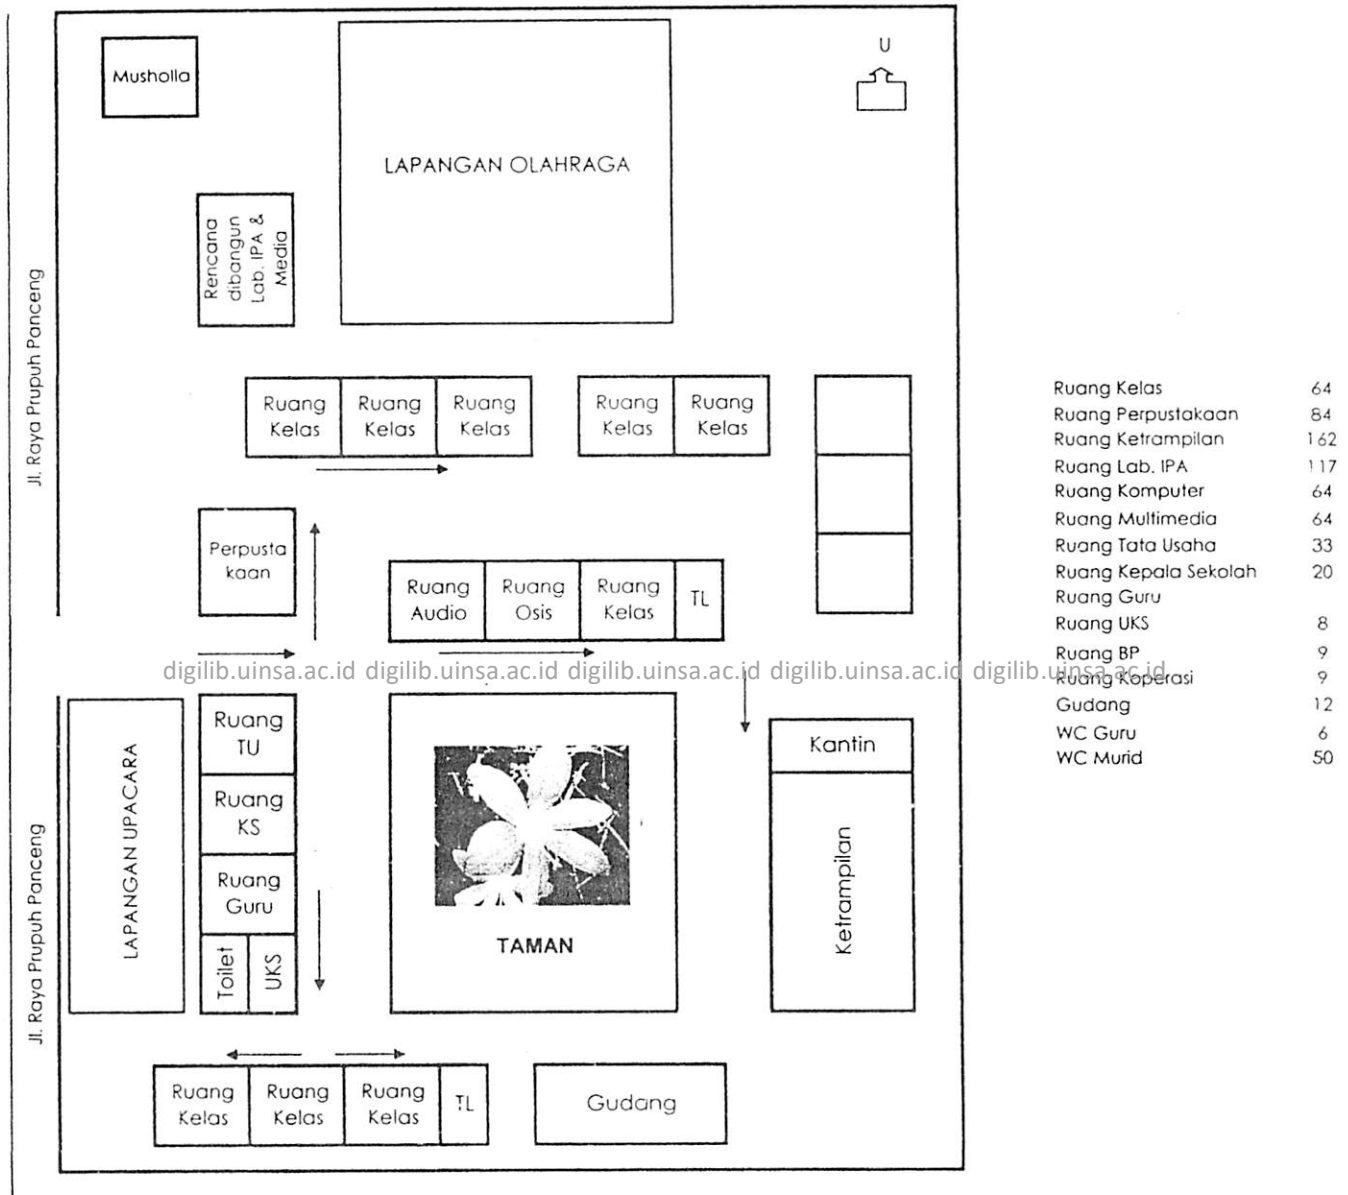 U
Musholla
LAPANGAN OLAHRAGA
Rencana
dibangun
Lab. IPA &
Media
Jl. Raya Prupuh Panceng
Ruang
Kelas
Ruang
Kelas
Ruang
Kelas
Ruang
Kelas
Ruang
Kelas
Perpusta
kaan
Ruang
Audio
Ruang
Osis
Ruang
Kelas
TL
digilib.uinsa.ac.id digilib.uinsa.ac.id digilib.uinsa.ac.id digilib.uinsa.ac.id digilib.uinsa.ac.id
Jl. Raya Prupuh Panceng
LAPANGAN UPACARA
Ruang
TU
Ruang
KS
Ruang
Guru
Toilet
UKS
TAMAN
Kantin
Ketrampilan
Ruang
Kelas
Ruang
Kelas
Ruang
Kelas
TL
Gudang
Ruang Kelas 64
Ruang Perpustakaan 84
Ruang Ketrampilan 162
Ruang Lab. IPA 117
Ruang Komputer 64
Ruang Multimedia 64
Ruang Tata Usaha 33
Ruang Kepala Sekolah 20
Ruang Guru
Ruang UKS 8
Ruang BP 9
Ruang Koperasi 9
Gudang 12
WC Guru 6
WC Murid 50